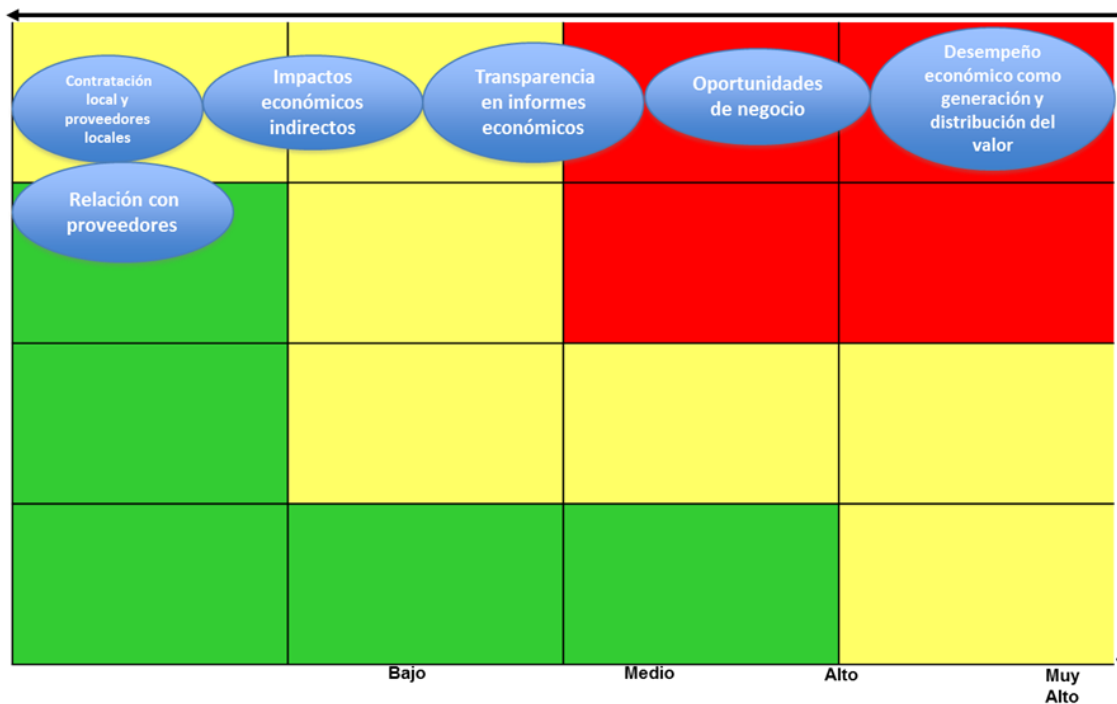 Contratación
local y
proveedores
locales
Impactos
económicos
indirectos
Transparencia
en informes
económicos
Oportunidades
de negocio
Desempeño
económico como
generación y
distribución del
valor
Relación con
proveedores
Bajo
Medio
Alto
Muy
Alto